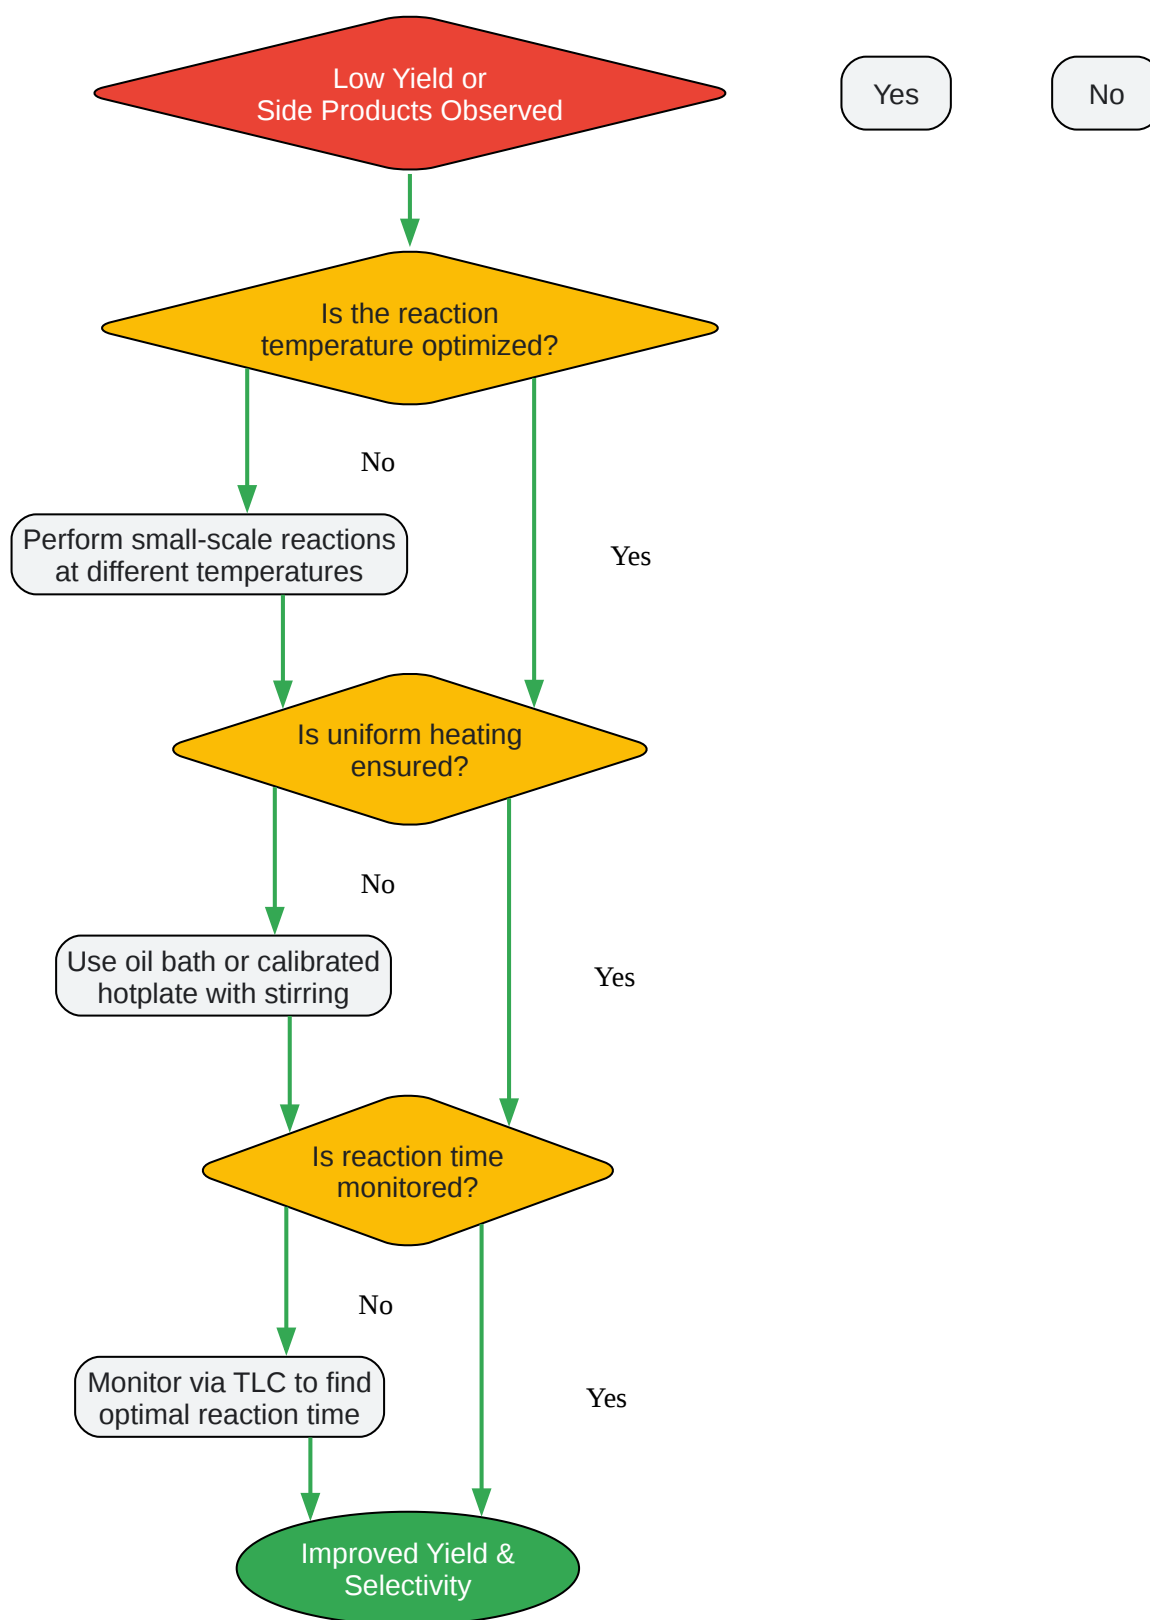 Low Yield or
Side Products Observed
Yes
No
Is the reaction
temperature optimized?
No
Perform small-scale reactions
at different temperatures
Yes
Is uniform heating
ensured?
No
Use oil bath or calibrated
hotplate with stirring
Yes
Is reaction time
monitored?
No
Monitor via TLC to find
optimal reaction time
Yes
Improved Yield &
Selectivity